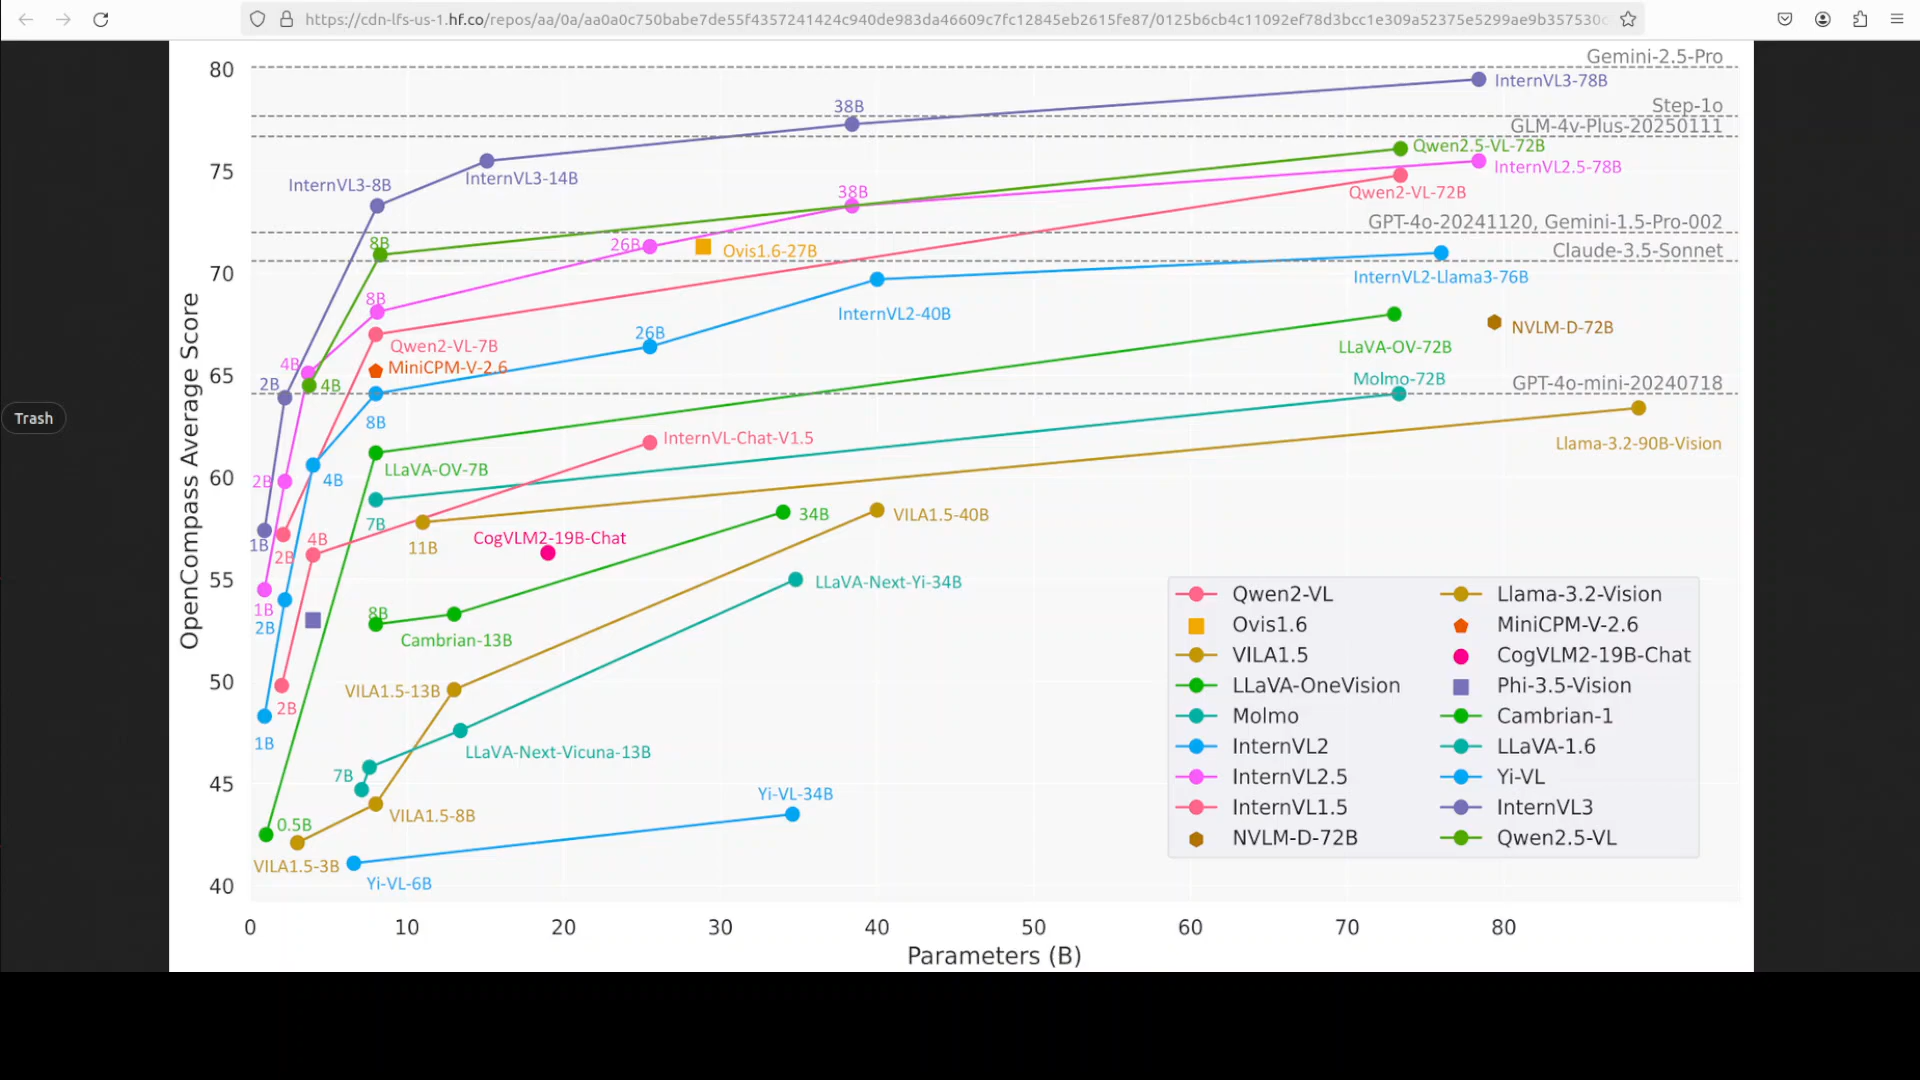 https://cdn-lfs-us-1.hf.co/repos/aa/0a/aa0a0c750babe7de55f4357241424c940de983da46609c7fc12845eb2615fe87/0125b6cb4c11092ef78d3bcc1e309a52375e5299ae9b357530c
Trash
OpenCompass Average Score
80
75
70
65
60
55
50
45
40
Gemini-2.5-Pro
InternVL3-78B
Step-1o
38B
GLM-4v-Plus-20250111
Qwen2.5-VL-72B
InternVL2.5-78B
InternVL3-14B
InternVL3-8B
38B
Qwen2-VL-72B
GPT-4o-20241120, Gemini-1.5-Pro-002
8B
26B
Ovis1.6-27B
Claude-3.5-Sonnet
InternVL2-Llama3-76B
8B
InternVL2-40B
NVLM-D-72B
26B
Qwen2-VL-7B
LLaVA-OV-72B
4B
MiniCPM-V-2.6
Molmo-72B
GPT-4o-mini-20240718
2B
4B
8B
InternVL-Chat-V1.5
Llama-3.2-90B-Vision
LLaVA-OV-7B
2B
4B
34B
VILA1.5-40B
7B
CogVLM2-19B-Chat
4B
1B
11B
2B
LLaVA-Next-Yi-34B
1B
8B
2B
Cambrian-13B
VILA1.5-13B
2B
1B
LLaVA-Next-Vicuna-13B
7B
Yi-VL-34B
VILA1.5-8B
0.5B
VILA1.5-3B
Yi-VL-6B
Qwen2-VL
Ovis1.6
VILA1.5
LLaVA-OneVision
Molmo
InternVL2
InternVL2.5
InternVL1.5
NVLM-D-72B
Llama-3.2-Vision
MiniCPM-V-2.6
CogVLM2-19B-Chat
Phi-3.5-Vision
Cambrian-1
LLaVA-1.6
Yi-VL
InternVL3
Qwen2.5-VL
0 10 20 30 40 50 60 70 80
Parameters (B)